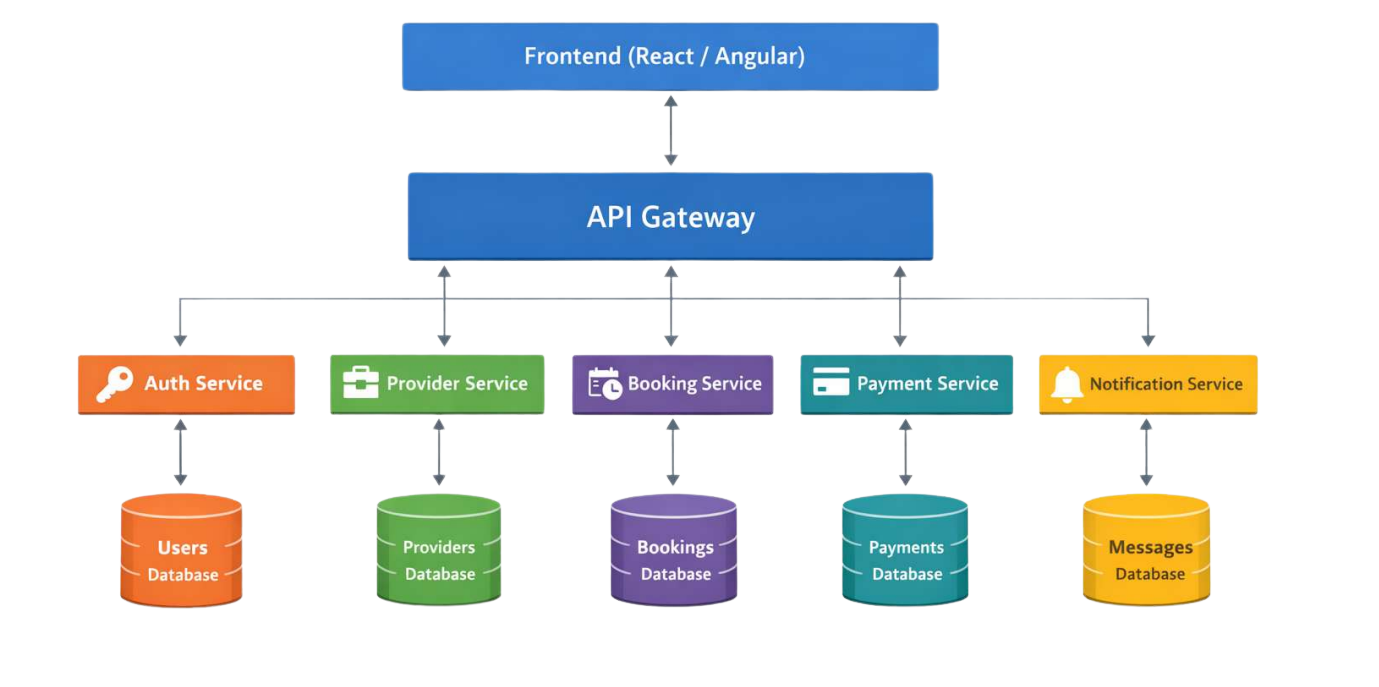 Frontend (React / Angular)
API Gateway
Auth Service
Provider Service
Booking Service
Payment Service
Notification Service
Users
Database
Providers
Database
Bookings
Database
Payments
Database
Messages
Database